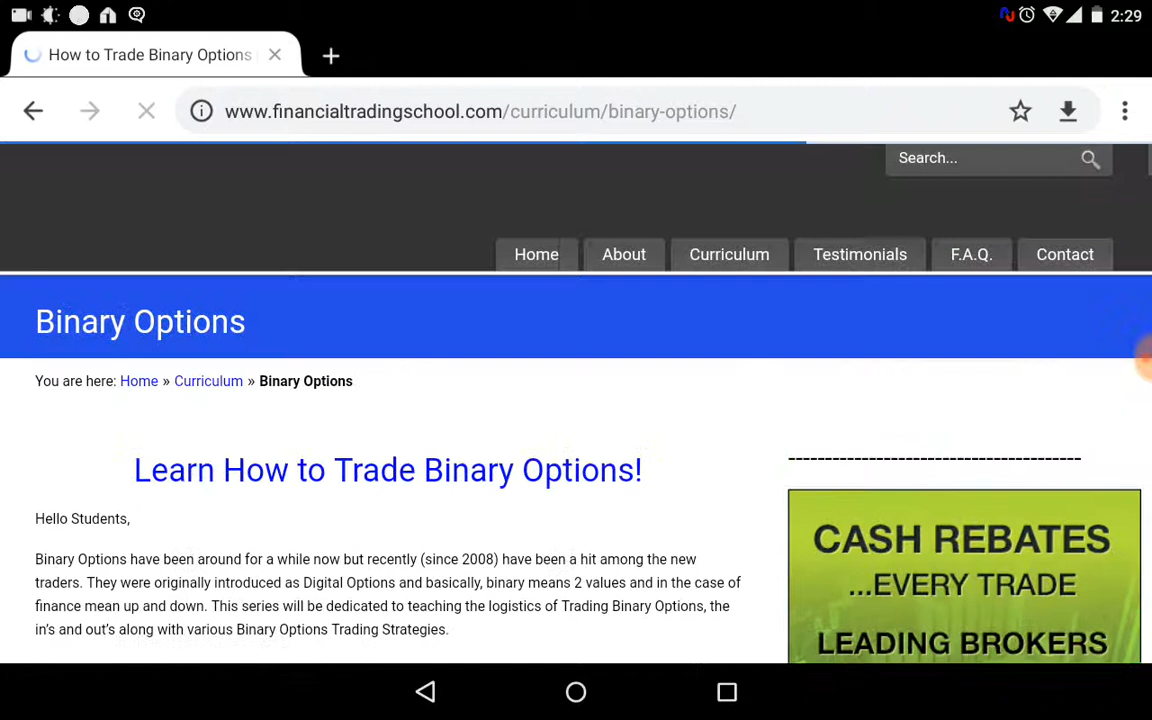 2:29
How to Trade Binary Options
www.financialtradingschool.com/curriculum/binary-options/
Search...
Home About Curriculum Testimonials F.A.Q. Contact
Binary Options
You are here: Home » Curriculum » Binary Options
Learn How to Trade Binary Options!
Hello Students,
Binary Options have been around for a while now but recently (since 2008) have been a hit among the new
traders. They were originally introduced as Digital Options and basically, binary means 2 values and in the case of
finance mean up and down. This series will be dedicated to teaching the logistics of Trading Binary Options, the
in's and out's along with various Binary Options Trading Strategies.
----------------------------------------
CASH REBATES
...EVERY TRADE
LEADING BROKERS